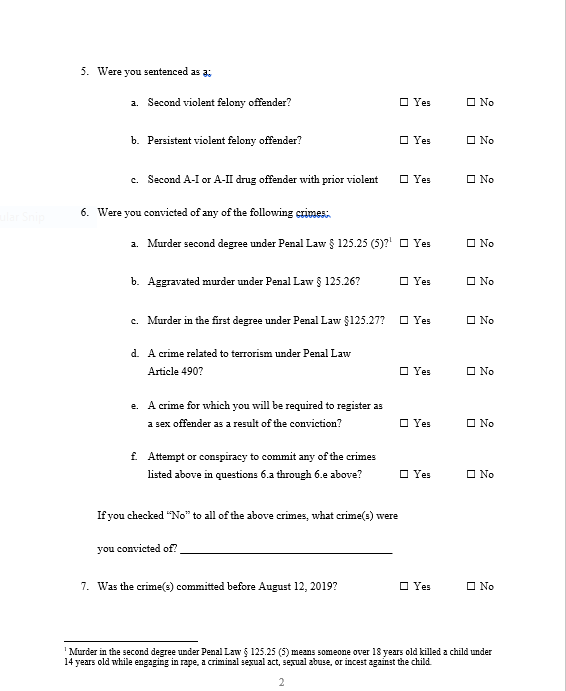 5. Were you sentenced as a:
a. Second violent felony offender? ☐ Yes ☐ No
b. Persistent violent felony offender? ☐ Yes ☐ No
c. Second A-I or A-II drug offender with prior violent ☐ Yes ☐ No
6. Were you convicted of any of the following crimes:
a. Murder second degree under Penal Law § 125.25 (5)?¹ ☐ Yes ☐ No
b. Aggravated murder under Penal Law § 125.26? ☐ Yes ☐ No
c. Murder in the first degree under Penal Law §125.27? ☐ Yes ☐ No
d. A crime related to terrorism under Penal Law
Article 490? ☐ Yes ☐ No
e. A crime for which you will be required to register as
a sex offender as a result of the conviction? ☐ Yes ☐ No
f. Attempt or conspiracy to commit any of the crimes
listed above in questions 6.a through 6.e above? ☐ Yes ☐ No
If you checked “No” to all of the above crimes, what crime(s) were
you convicted of? ____________________
7. Was the crime(s) committed before August 12, 2019? ☐ Yes ☐ No
¹ Murder in the second degree under Penal Law § 125.25 (5) means someone over 18 years old killed a child under
14 years old while engaging in rape, a criminal sexual act, sexual abuse, or incest against the child.
2